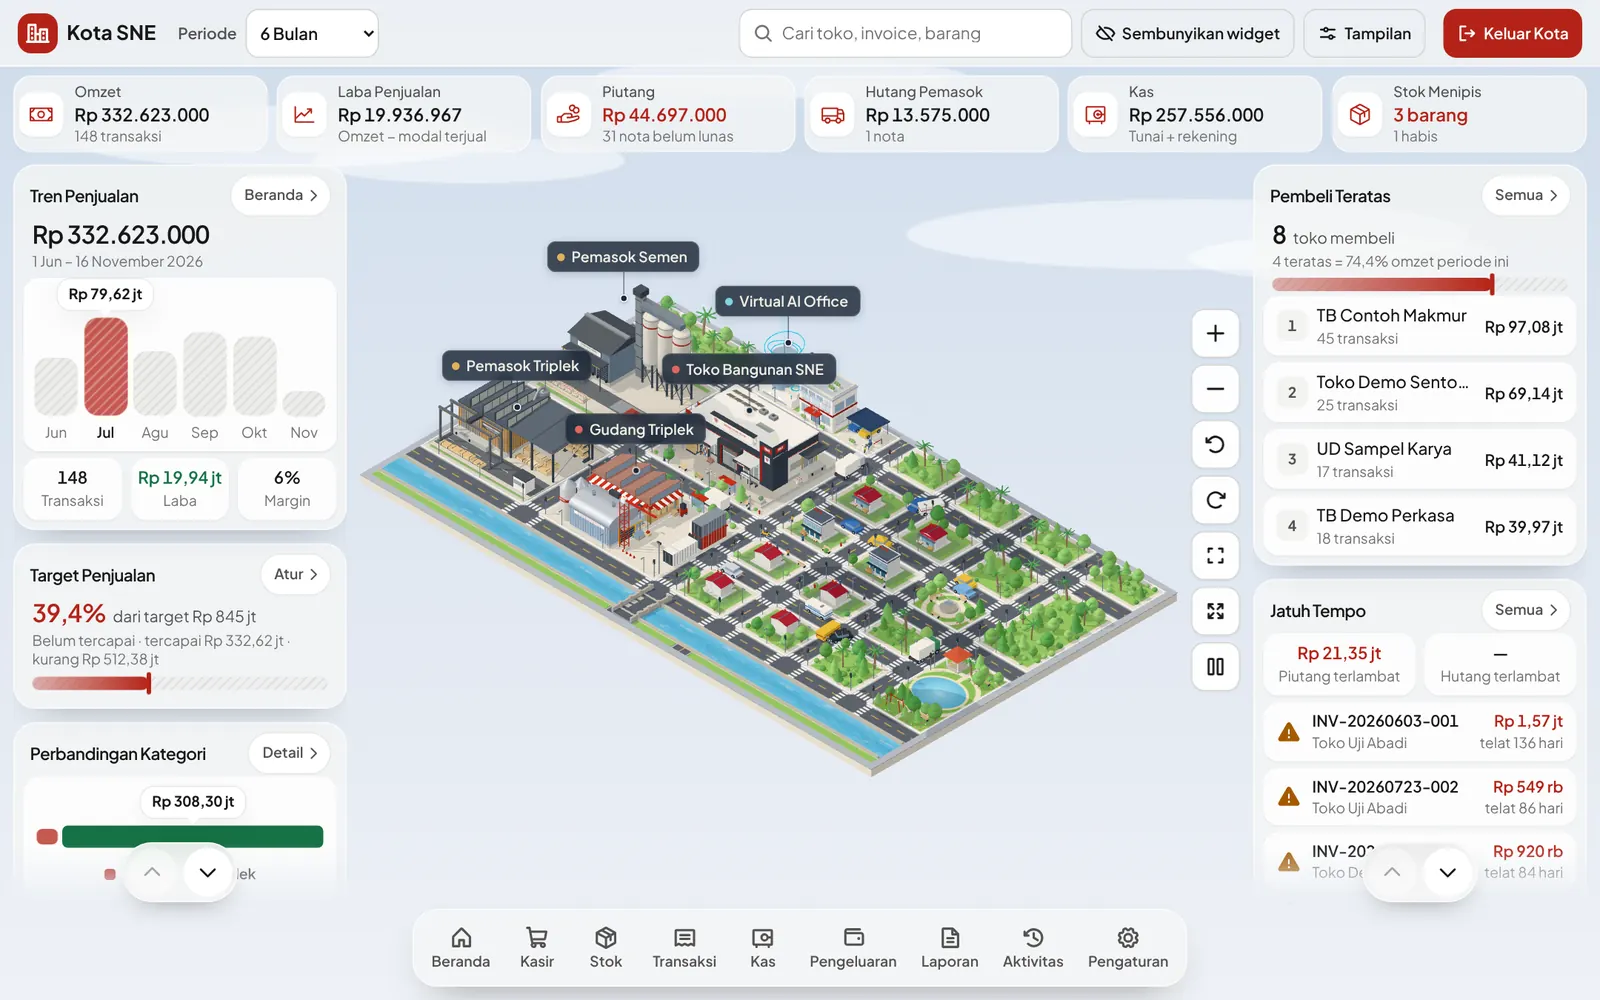 Kota SNE
Periode
6 Bulan
Cari toko, invoice, barang
Sembunyikan widget
Tampilan
Keluar Kota
Omzet
Rp 332.623.000
148 transaksi
Laba Penjualan
Rp 19.936.967
Omzet – modal terjual
Piutang
Rp 44.697.000
31 nota belum lunas
Hutang Pemasok
Rp 13.575.000
1 nota
Kas
Rp 257.556.000
Tunai + rekening
Stok Menipis
3 barang
1 habis
Tren Penjualan
Beranda
Rp 332.623.000
1 Jun – 16 November 2026
Rp 79,62 jt
Jun Jul Agu Sep Okt Nov
148
Transaksi
Rp 19,94 jt
Laba
6%
Margin
Target Penjualan
Atur
39,4% dari target Rp 845 jt
Belum tercapai · tercapai Rp 332,62 jt ·
kurang Rp 512,38 jt
Perbandingan Kategori
Detail
Rp 308,30 jt
lek
Pemasok Semen
Virtual AI Office
Pemasok Triplek
Toko Bangunan SNE
Gudang Triplek
Pembeli Teratas
Semua
8 toko membeli
4 teratas = 74,4% omzet periode ini
1
TB Contoh Makmur
45 transaksi
Rp 97,08 jt
2
Toko Demo Sento...
25 transaksi
Rp 69,14 jt
3
UD Sampel Karya
17 transaksi
Rp 41,12 jt
4
TB Demo Perkasa
18 transaksi
Rp 39,97 jt
Jatuh Tempo
Semua
Rp 21,35 jt
Piutang terlambat
—
Hutang terlambat
INV-20260603-001
Toko Uji Abadi
Rp 1,57 jt
telat 136 hari
INV-20260723-002
Toko Uji Abadi
Rp 549 rb
telat 86 hari
INV-202
Toko De
Rp 920 rb
telat 84 hari
Beranda
Kasir
Stok
Transaksi
Kas
Pengeluaran
Laporan
Aktivitas
Pengaturan